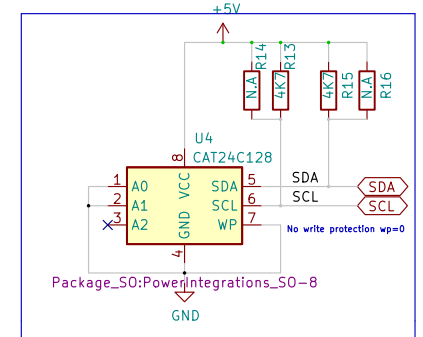 +5V
R14
R13
R15
R16
N.A
4K7
4K7
N.A
U4
CAT24C128
8
VCC
1 A0 SDA 5 SDA SDA
2 A1 SCL 6 SCL SCL
3 A2 GND WP 7
No write protection wp=0
4
Package_SO:PowerIntegrations_SO-8
GND